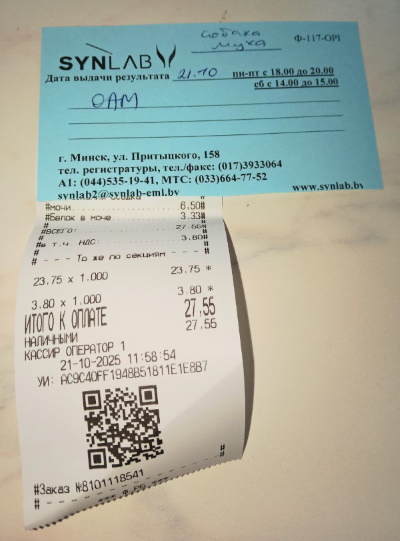 собака
муха
Ф-117-ОРІ
SYNLAB
Дата выдачи результата 21.10
пн-пт с 18.00 до 20.00
сб с 14.00 до 15.00
ОАМ
г. Минск, ул. Притыцкого, 158
тел. регистратуры, тел./факс: (017)3933064
А1: (044)535-19-41, МТС: (033)664-77-52
synlab2@synlab-eml.by
www.synlab.by
#мочи 6.50#
#Белок в моче 3.33#
#ВСЕГО: 27.55#
#в т.ч. НДС: 3.80#
# - - - То же по секциям - - - #
23.75 x 1.000 23.75 *
3.80 x 1.000 3.80 *
ИТОГО К ОПЛАТЕ 27,55
НАЛИЧНЫМИ 27.55
КАССИР ОПЕРАТОР 1
21-10-2025 11:58:54
УИ: AC9C40FF1948B51811E1E8B7
#Заказ №8101118541 #